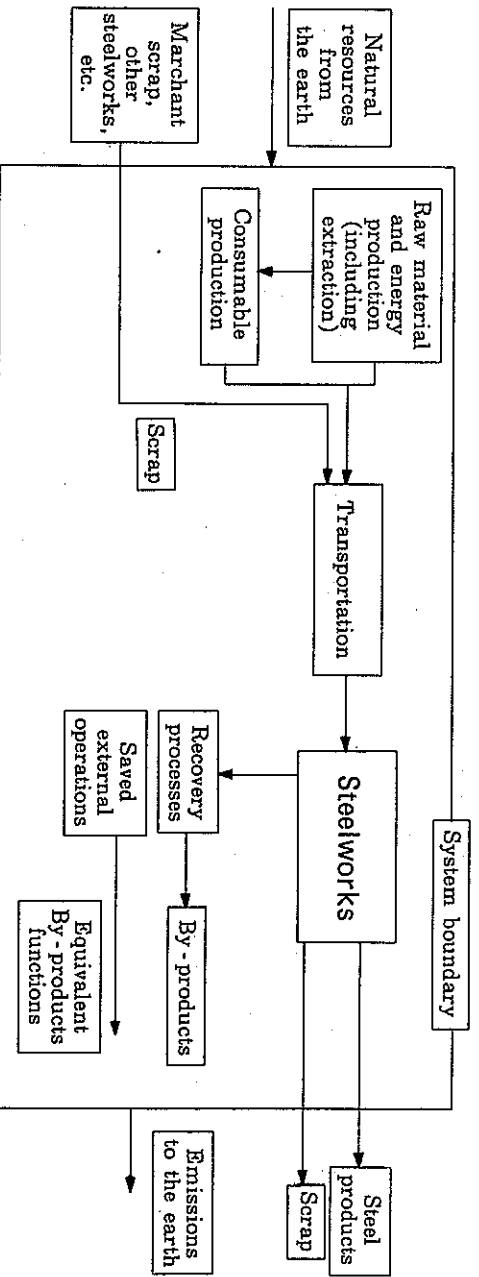 Natural
resources
from
the earth
Marchant
scrap,
other
steelworks,
etc.
Raw material
and energy
production
(including
extraction)
Consumable
production
Scrap
Transportation
Steelworks
Recovery
processes
Saved
external
operations
By - products
Equivalent
By - products
functions
System boundary
Steel
products
Scrap
Emissions
to the earth